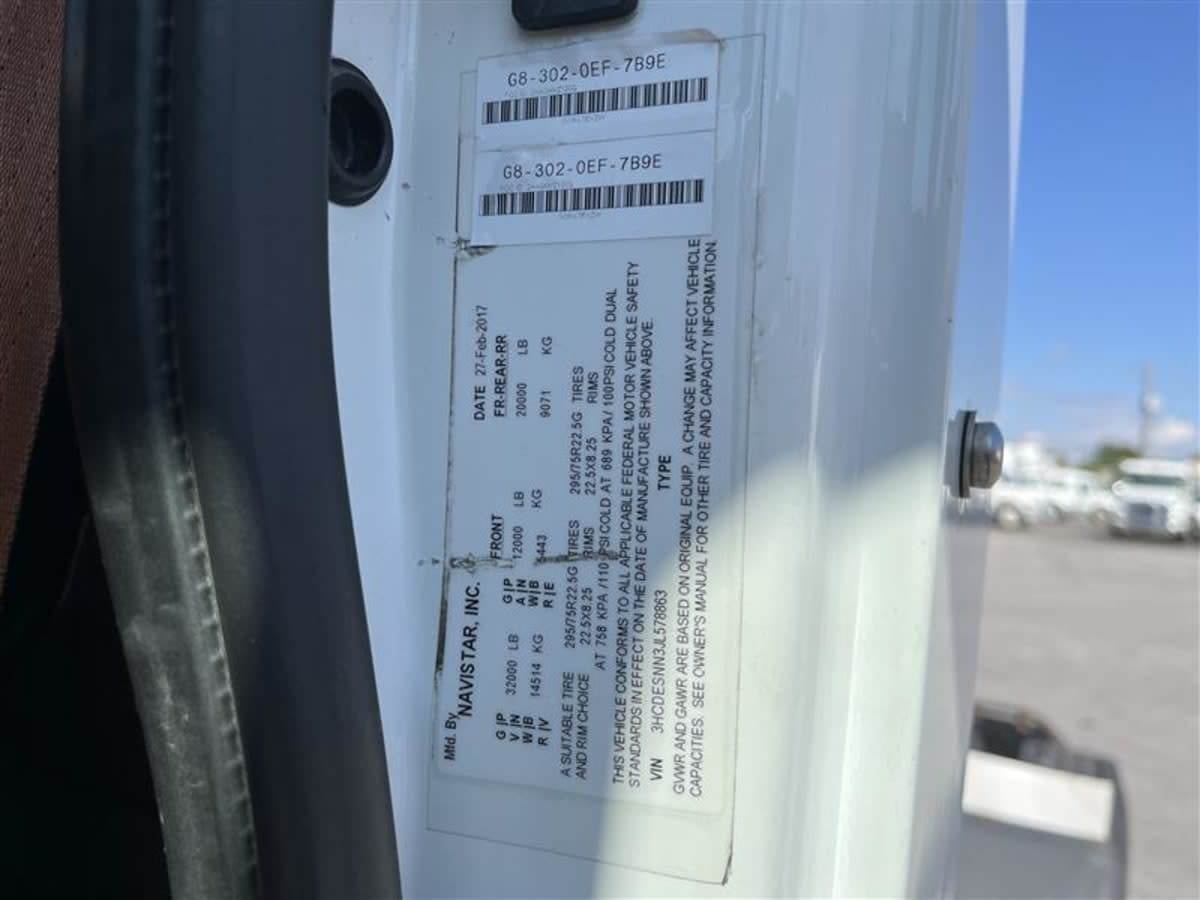 G8-302-0EF-7B9E
G8-302-0EF-7B9E
Mfd. By
NAVISTAR, INC.
DATE 27-Feb-2017
G|P FRONT FR-REAR-RR
V|N 32000 LB A|N 12000 LB 20000 LB
W|B 14514 KG W|B 5443 KG 9071 KG
R|V R|E
A SUITABLE TIRE 295/75R22.5G TIRES 295/75R22.5G TIRES
AND RIM CHOICE 22.5X8.25 RIMS 22.5X8.25 RIMS
AT 758 KPA /110 PSI COLD AT 689 KPA/ 100PSI COLD DUAL
THIS VEHICLE CONFORMS TO ALL APPLICABLE FEDERAL MOTOR VEHICLE SAFETY
STANDARDS IN EFFECT ON THE DATE OF MANUFACTURE SHOWN ABOVE.
VIN 3HCDESNN3JL578863 TYPE
GVWR AND GAWR ARE BASED ON ORIGINAL EQUIP. A CHANGE MAY AFFECT VEHICLE
CAPACITIES. SEE OWNER'S MANUAL FOR OTHER TIRE AND CAPACITY INFORMATION.